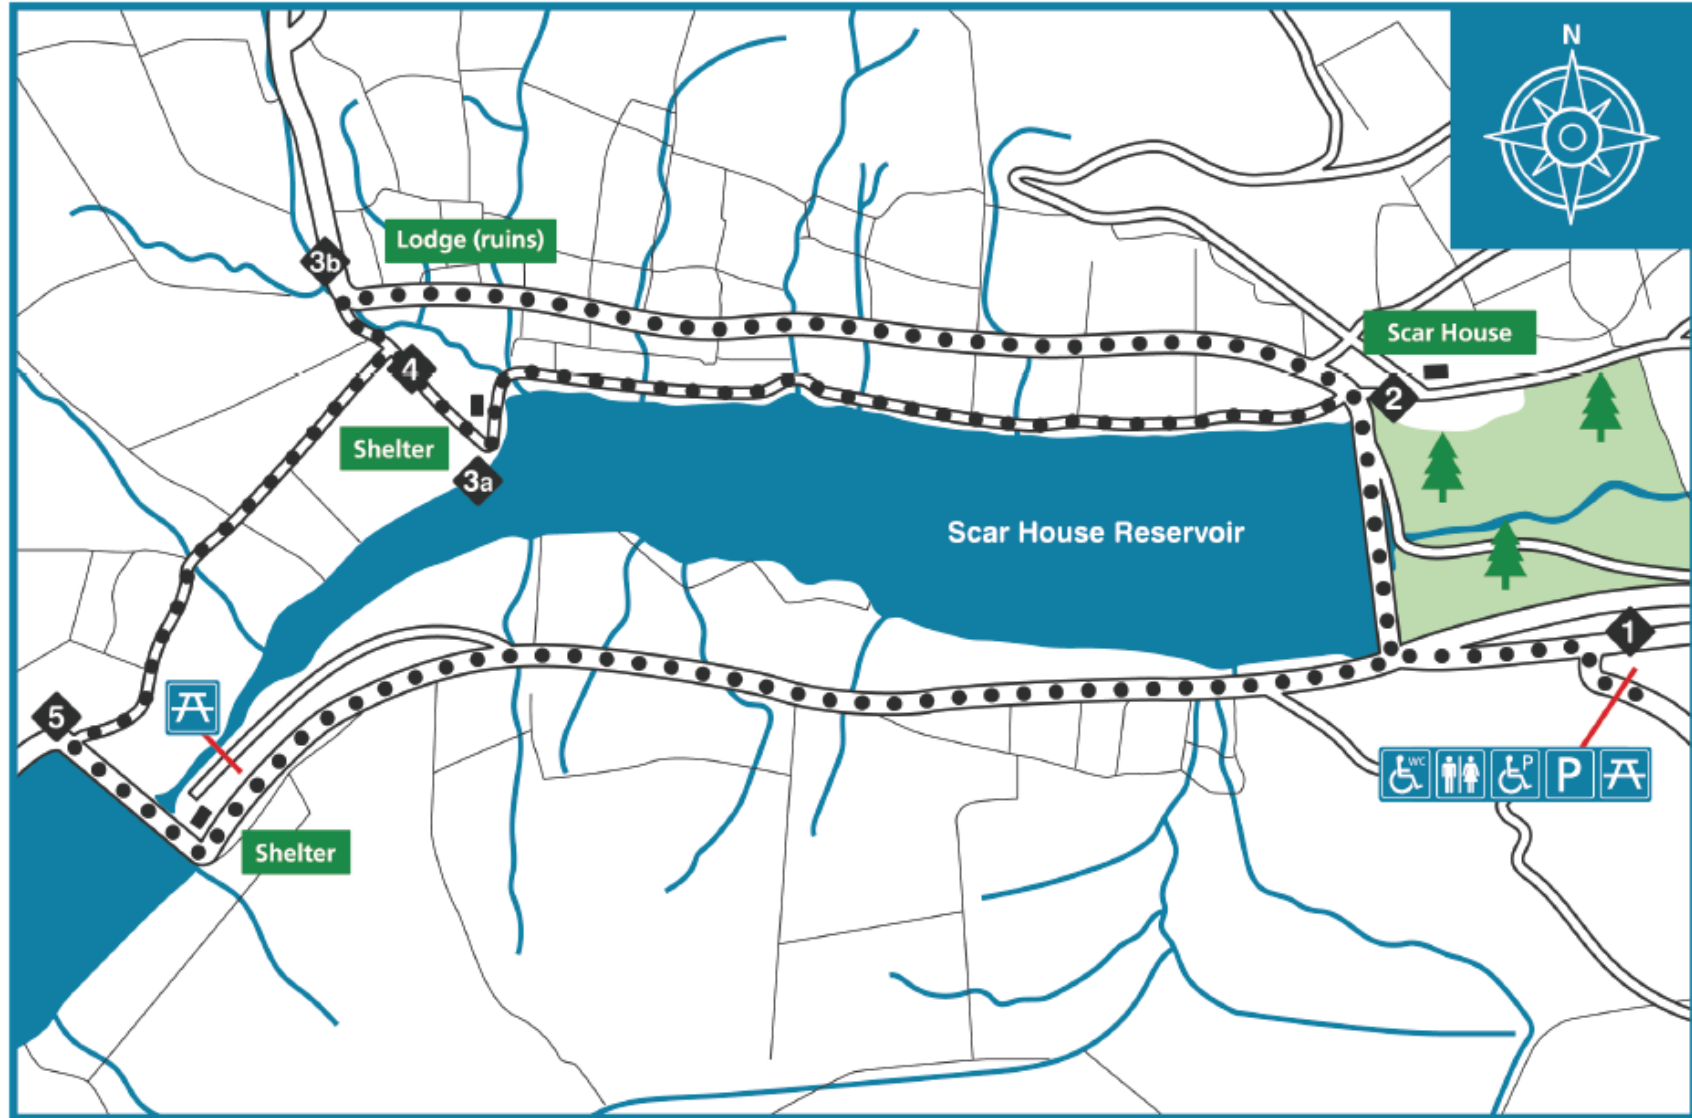 N
Lodge (ruins)
3b
Scar House
4
2
Shelter
3a
Scar House Reservoir
1
5
WC
P
P
Shelter